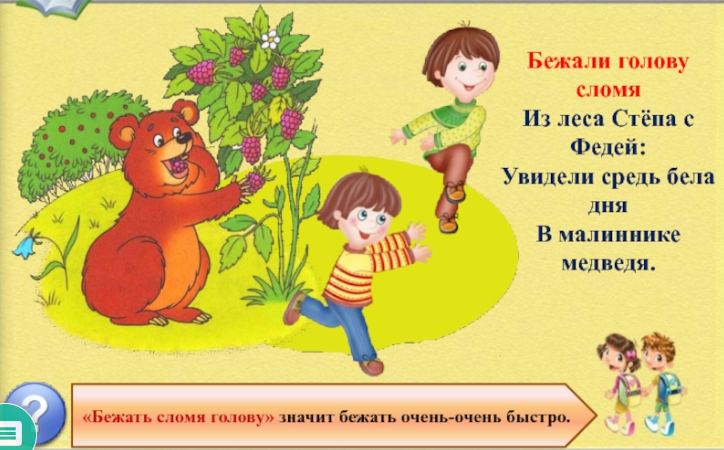 Бежали голову
сломя
Из леса Стёпа с
Федей:
Увидели средь бела
дня
В малиннике
медведя.
«Бежать сломя голову» значит бежать очень-очень быстро.
?